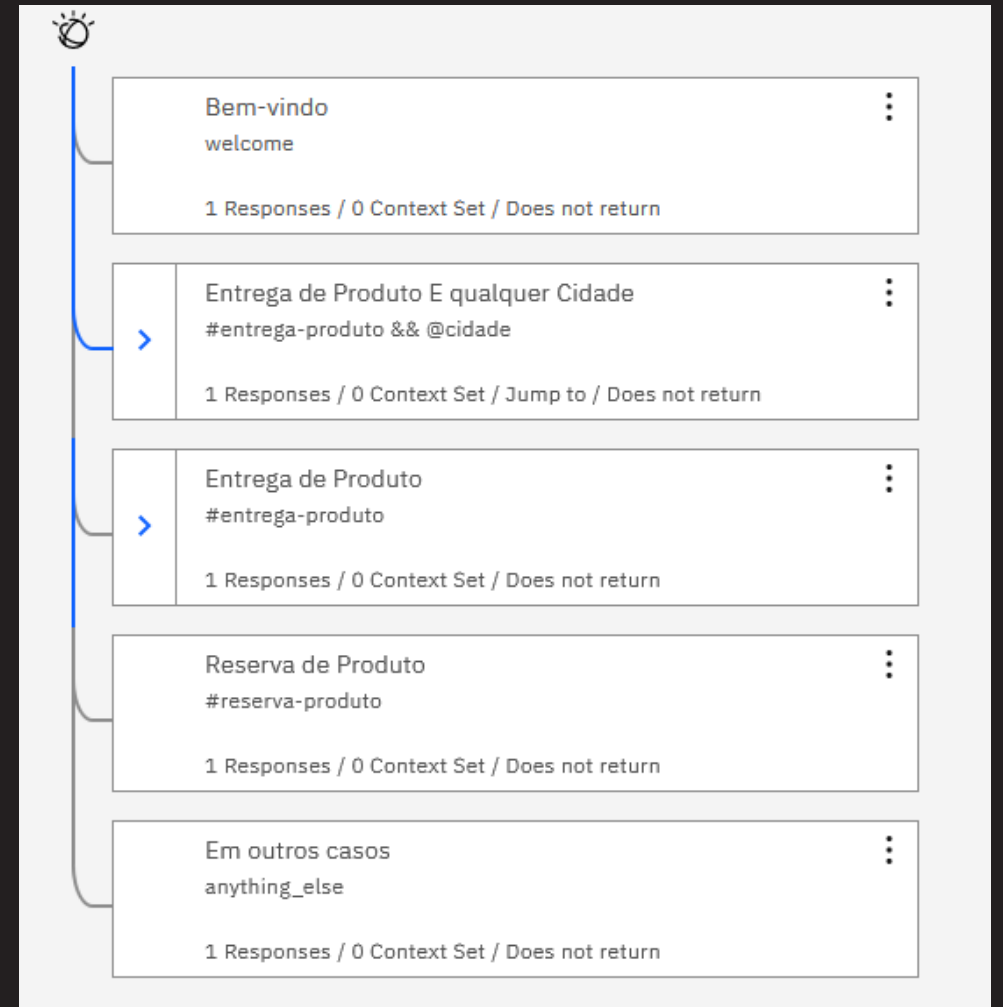 Bem-vindo
welcome
1 Responses / 0 Context Set / Does not return
Entrega de Produto E qualquer Cidade
#entrega-produto && @cidade
1 Responses / 0 Context Set / Jump to / Does not return
Entrega de Produto
#entrega-produto
1 Responses / 0 Context Set / Does not return
Reserva de Produto
#reserva-produto
1 Responses / 0 Context Set / Does not return
Em outros casos
anything_else
1 Responses / 0 Context Set / Does not return